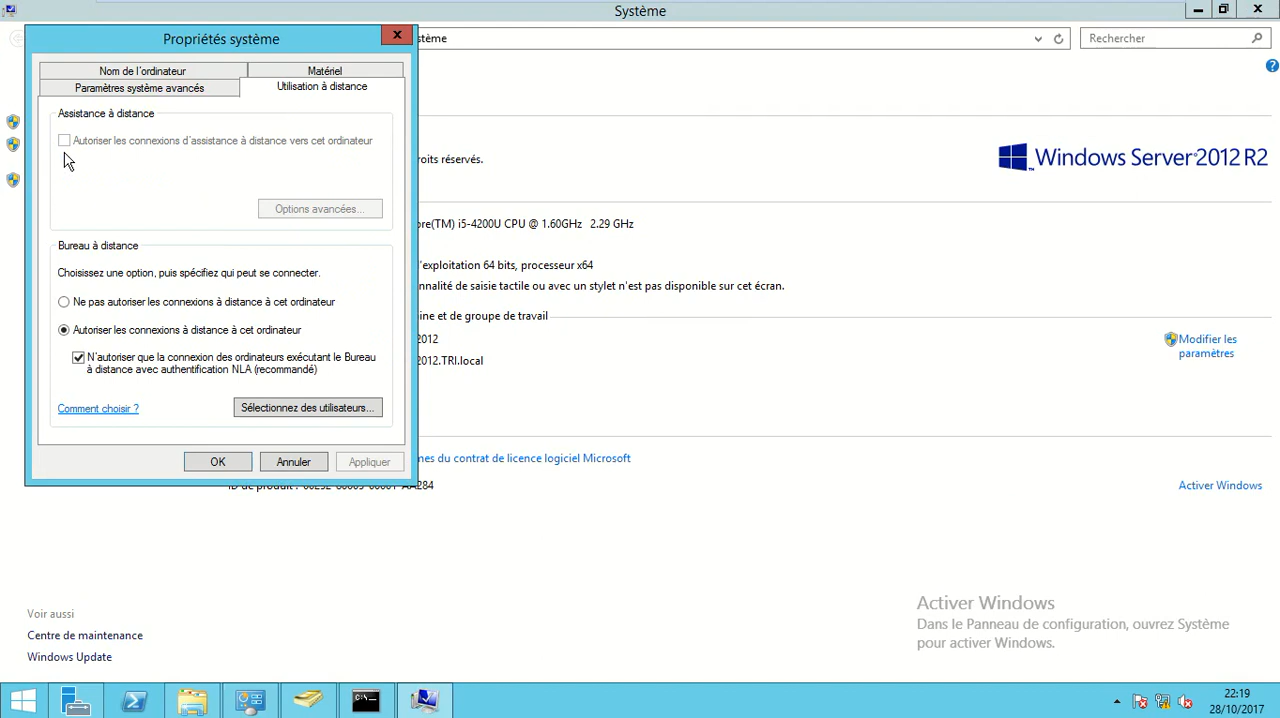 Système
Propriétés système
stème
Rechercher
Nom de l'ordinateur
Matériel
Paramètres système avancés
Utilisation à distance
Assistance à distance
Autoriser les connexions d'assistance à distance vers cet ordinateur
Options avancées...
Bureau à distance
Choisissez une option, puis spécifiez qui peut se connecter.
Ne pas autoriser les connexions à distance à cet ordinateur
Autoriser les connexions à distance à cet ordinateur
N'autoriser que la connexion des ordinateurs exécutant le Bureau
à distance avec authentification NLA (recommandé)
Comment choisir ?
Sélectionnez des utilisateurs...
OK
Annuler
Appliquer
roits réservés.
Windows Server 2012 R2
ore(TM) i5-4200U CPU @ 1.60GHz 2.29 GHz
'exploitation 64 bits, processeur x64
nnalité de saisie tactile ou avec un stylet n'est pas disponible sur cet écran.
ine et de groupe de travail
2012
2012.TRI.local
Modifier les
paramètres
nes du contrat de licence logiciel Microsoft
AA284
Activer Windows
Voir aussi
Centre de maintenance
Windows Update
Activer Windows
Dans le Panneau de configuration, ouvrez Système
pour activer Windows.
22:19
28/10/2017